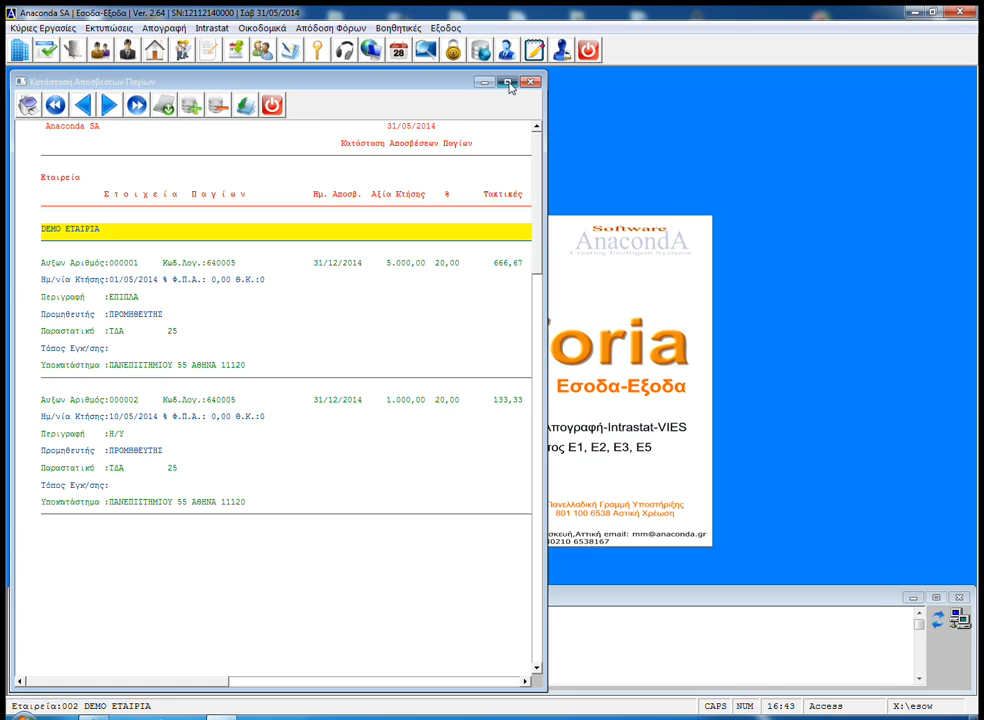 Anaconda SA | Εσοδα-Εξοδα | Ver. 2.64 | SN:12112140000 | Σάβ 31/05/2014
Κύριες Εργασίες Εκτυπώσεις Απογραφή Intrastat Οικοδομικά Απόδοση Φόρων Βοηθητικές Εξοδος
28
Κατάσταση Αποσβέσεων Παγίων
Anaconda SA 31/05/2014
Κατάσταση Αποσβέσεων Παγίων
Εταιρεία
Στοιχεία Παγίων Ημ. Αποσβ. Αξία Κτήσης % Τακτικές
DEMO ΕΤΑΙΡΙΑ
Αυξων Αριθμός:000001 Κωδ.Λογ.:640005 31/12/2014 5.000,00 20,00 666,67
Ημ/νία Κτήσης:01/05/2014 % Φ.Π.Α.: 0,00 Θ.Κ.:0
Περιγραφή :ΕΠΙΠΛΑ
Προμηθευτής :ΠΡΟΜΗΘΕΥΤΗΣ
Παραστατικό :ΤΔΑ 25
Τόπος Εγκ/σης:
Υποκατάστημα :ΠΑΝΕΠΙΣΤΗΜΙΟΥ 55 ΑΘΗΝΑ 11120
Αυξων Αριθμός:000002 Κωδ.Λογ.:640005 31/12/2014 1.000,00 20,00 133,33
Ημ/νία Κτήσης:10/05/2014 % Φ.Π.Α.: 0,00 Θ.Κ.:0
Περιγραφή :Η/Υ
Προμηθευτής :ΠΡΟΜΗΘΕΥΤΗΣ
Παραστατικό :ΤΔΑ 25
Τόπος Εγκ/σης:
Υποκατάστημα :ΠΑΝΕΠΙΣΤΗΜΙΟΥ 55 ΑΘΗΝΑ 11120
Software
AnacondA
Creating Intelligent Systems
oria
Εσοδα-Εξοδα
πογραφή-Intrastat-VIES
τος Ε1, Ε2, Ε3, Ε5
Πανελλαδική Γραμμή Υποστήριξης
801 100 6538 Αστική Χρέωση
σκευή,Αττική email: mm@anaconda.gr
30210 6538167
Εταιρεία:002 DEMO ΕΤΑΙΡΙΑ CAPS NUM 16:43 Access X:\esow